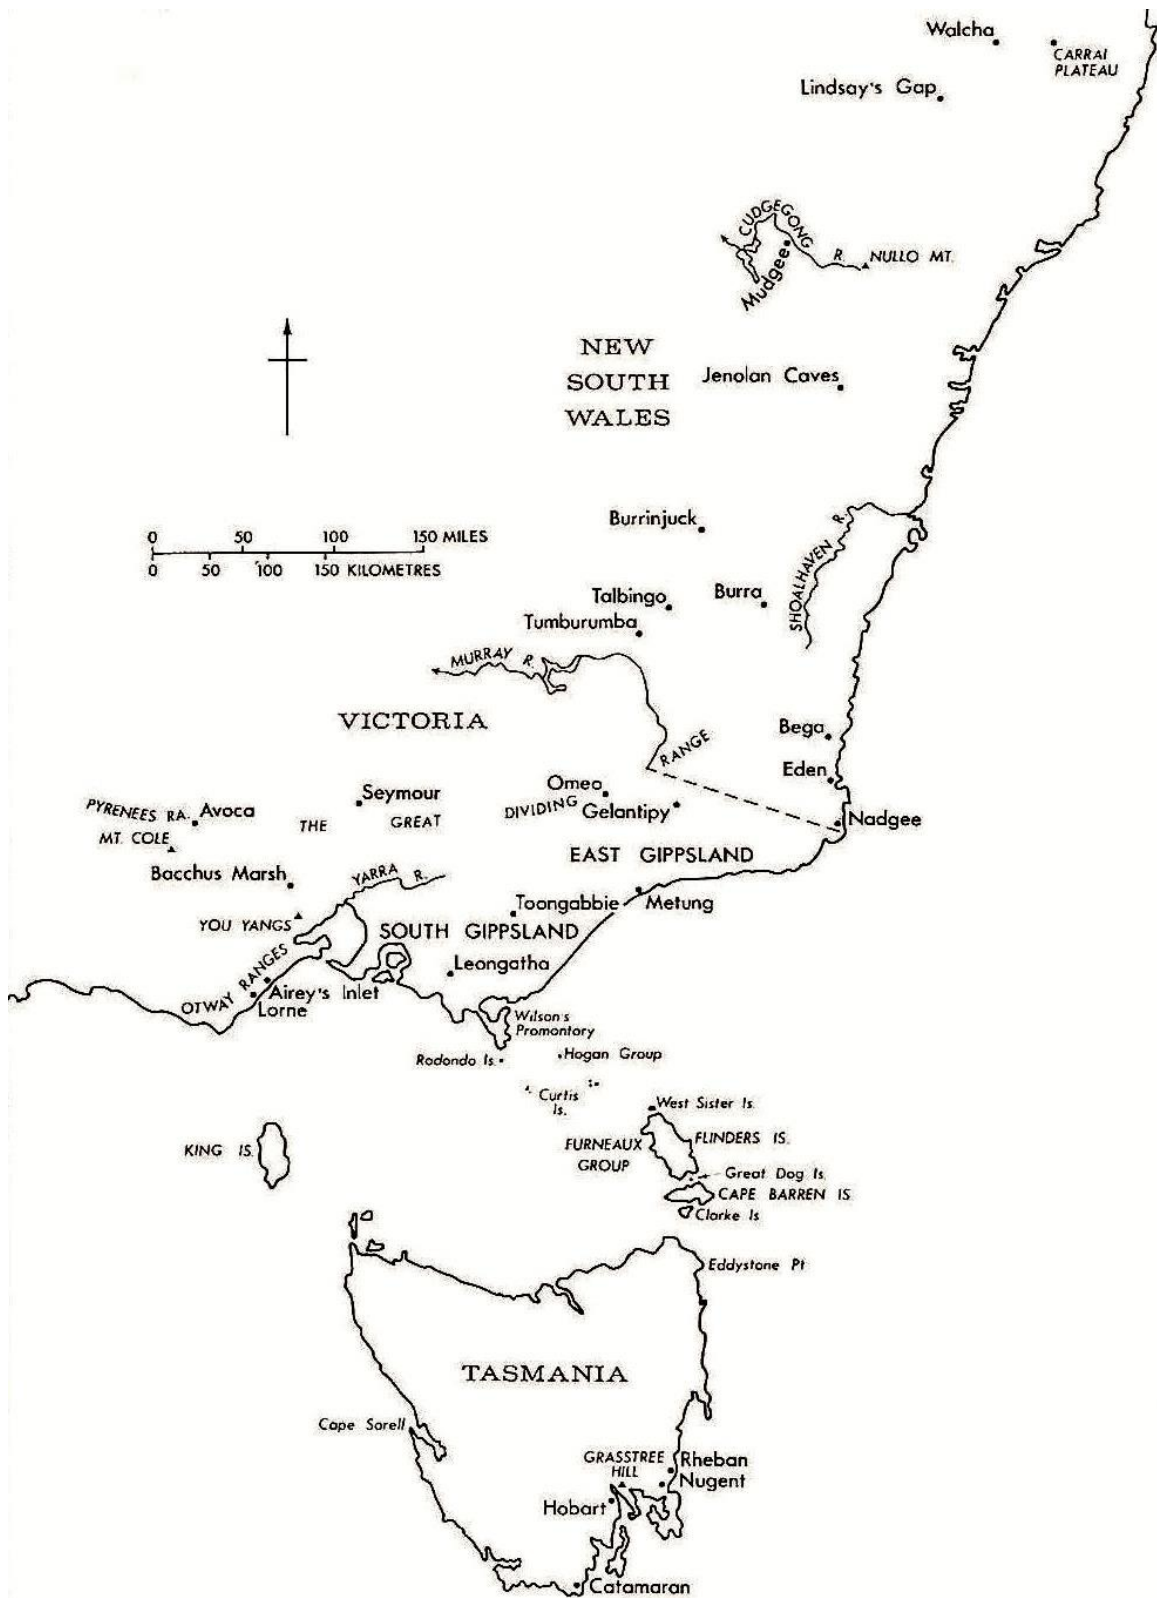 Walcha
CARRAI
PLATEAU
Lindsay's Gap
CUDGEGONG R.
NULLO MT.
Mudgee
NEW
SOUTH
WALES
Jenolan Caves
Burrinjuck
SHOALHAVEN R.
0 50 100 150 MILES
0 50 100 150 KILOMETRES
Talbingo
Burra
Tumburumba
MURRAY R.
VICTORIA
Bega
Eden
Omeo
Seymour
PYRENEES RA.
Avoca
THE GREAT DIVIDING RANGE
Gelantipy
Nadgee
MT. COLE
EAST GIPPSLAND
Bacchus Marsh
YARRA R.
Toongabbie
Metung
YOU YANGS
SOUTH GIPPSLAND
Leongatha
OTWAY RANGES
Airey's Inlet
Lorne
Wilson's
Promontory
Rodondo Is.
Hogan Group
Curtis
Is.
West Sister Is.
KING IS.
FURNEAUX
GROUP
FLINDERS IS.
Great Dog Is.
CAPE BARREN IS
Clarke Is
Eddystone Pt
TASMANIA
Cape Sorell
GRASSTREE
HILL
Rheban
Nugent
Hobart
Catamaran